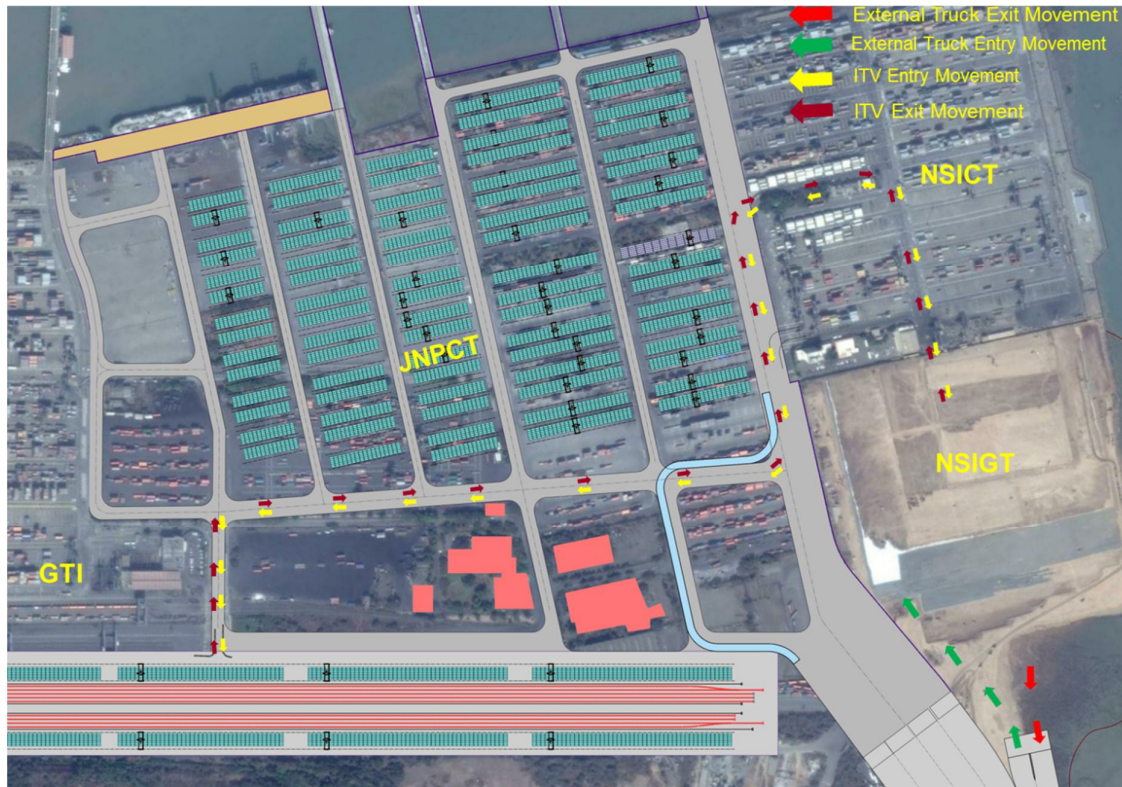 External Truck Exit Movement
External Truck Entry Movement
ITV Entry Movement
ITV Exit Movement
NSICT
JNPCT
NSIGT
GTI